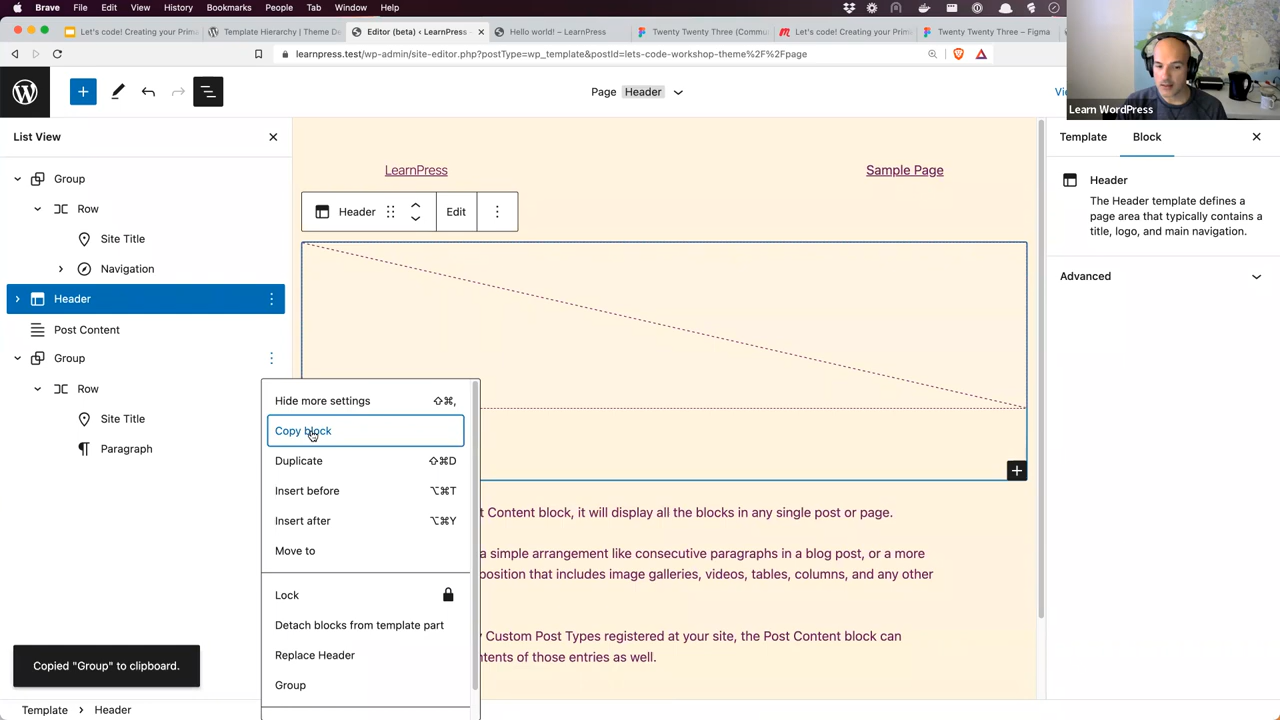 Brave File Edit View History Bookmarks People Tab Window Help
Let's code! Creating your Prima
Template Hierarchy | Theme De
Editor (beta) ‹ LearnPress
Hello world! – LearnPress
Twenty Twenty Three (Commu
Let's code! Creating your Prim
Twenty Twenty Three – Figma
learnpress.test/wp-admin/site-editor.php?postType=wp_template&postId=lets-code-workshop-theme%2F%2Fpage
Learn WordPress
Page Header
Vie
List View
Template Block
Group
Row
Site Title
Navigation
Header
Post Content
Group
Row
Site Title
Paragraph
LearnPress
Sample Page
Header Edit
Header
The Header template defines a
page area that typically contains a
title, logo, and main navigation.
Advanced
Hide more settings ⇧⌘,
Copy block
Duplicate ⇧⌘D
Insert before ⌥⌘T
Insert after ⌥⌘Y
Move to
Lock
Detach blocks from template part
Replace Header
Group
t Content block, it will display all the blocks in any single post or page.
a simple arrangement like consecutive paragraphs in a blog post, or a more
position that includes image galleries, videos, tables, columns, and any other
y Custom Post Types registered at your site, the Post Content block can
ntents of those entries as well.
Copied "Group" to clipboard.
Template > Header